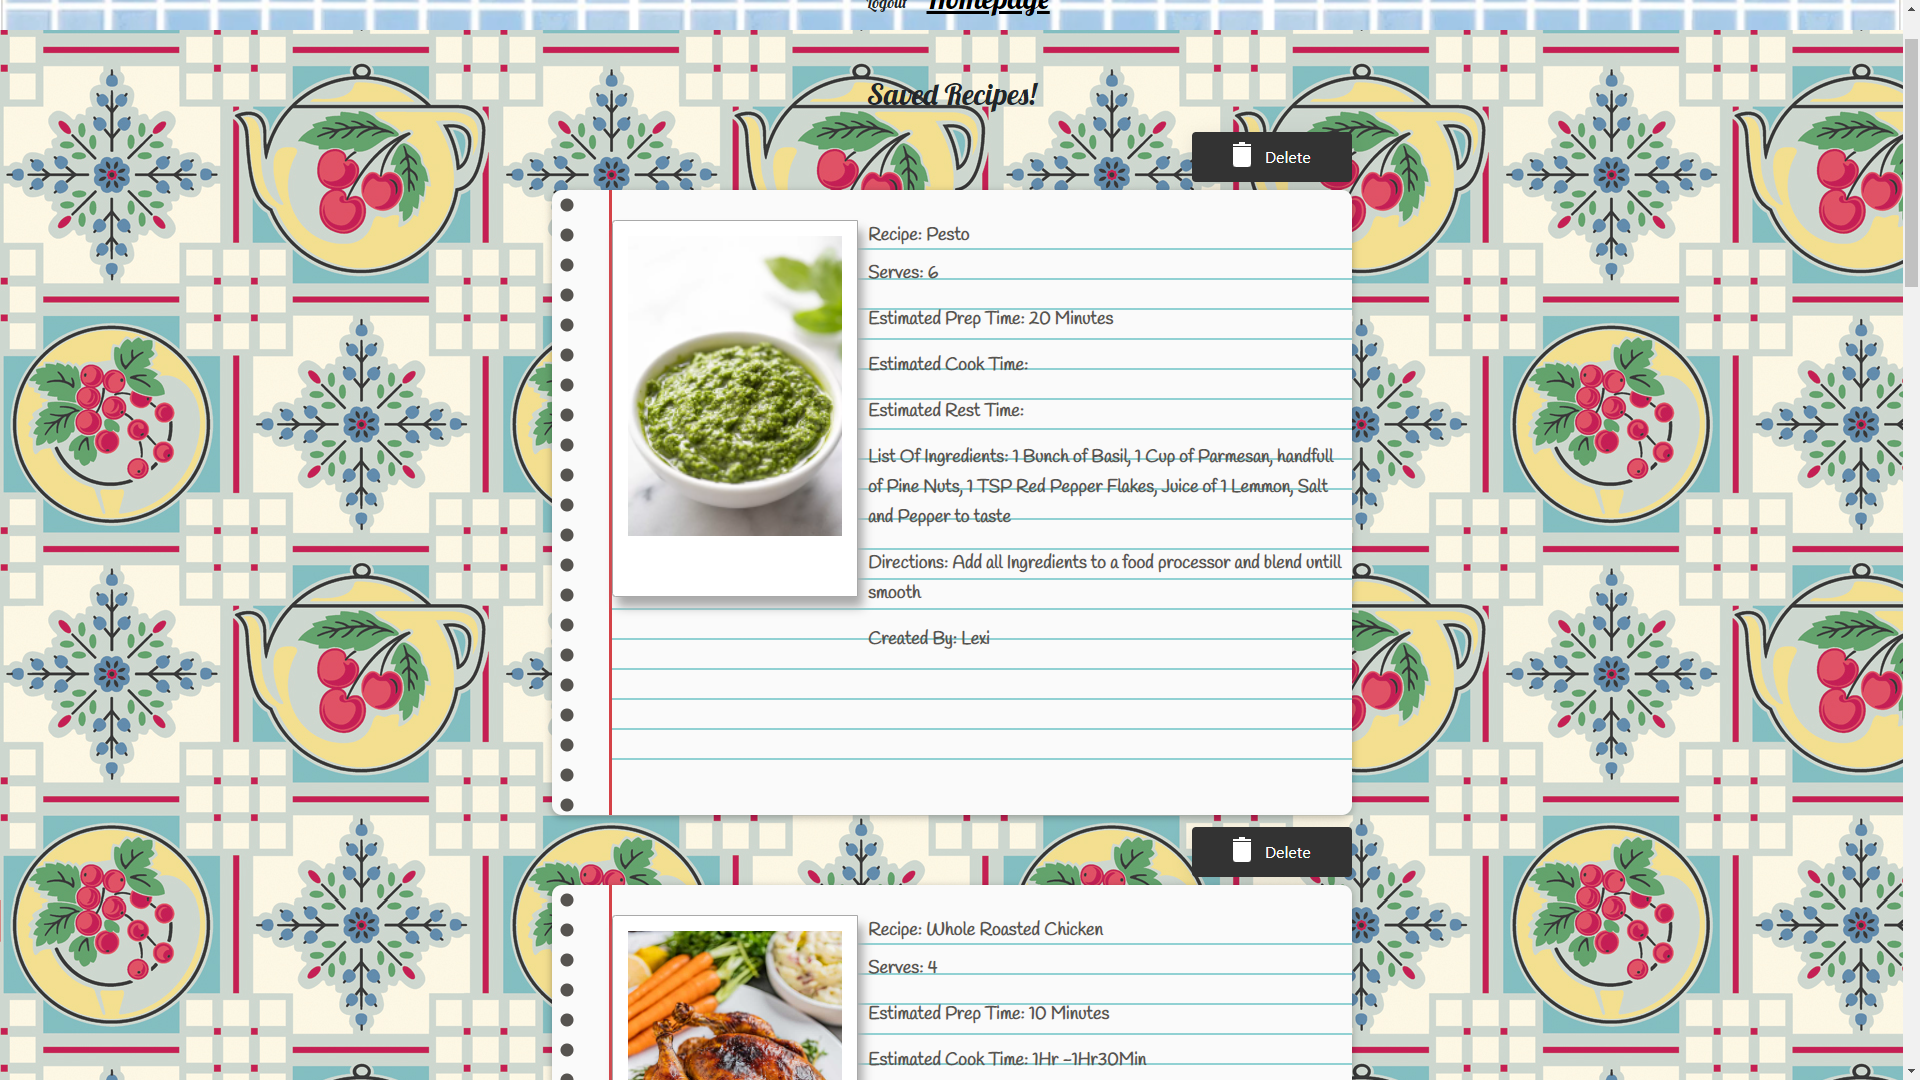 Logout Homepage
Saved Recipes!
Delete
Recipe: Pesto
Serves: 6
Estimated Prep Time: 20 Minutes
Estimated Cook Time:
Estimated Rest Time:
List Of Ingredients: 1 Bunch of Basil, 1 Cup of Parmesan, handfull
of Pine Nuts, 1 TSP Red Pepper Flakes, Juice of 1 Lemmon, Salt
and Pepper to taste
Directions: Add all Ingredients to a food processor and blend untill
smooth
Created By: Lexi
Delete
Recipe: Whole Roasted Chicken
Serves: 4
Estimated Prep Time: 10 Minutes
Estimated Cook Time: 1Hr -1Hr30Min